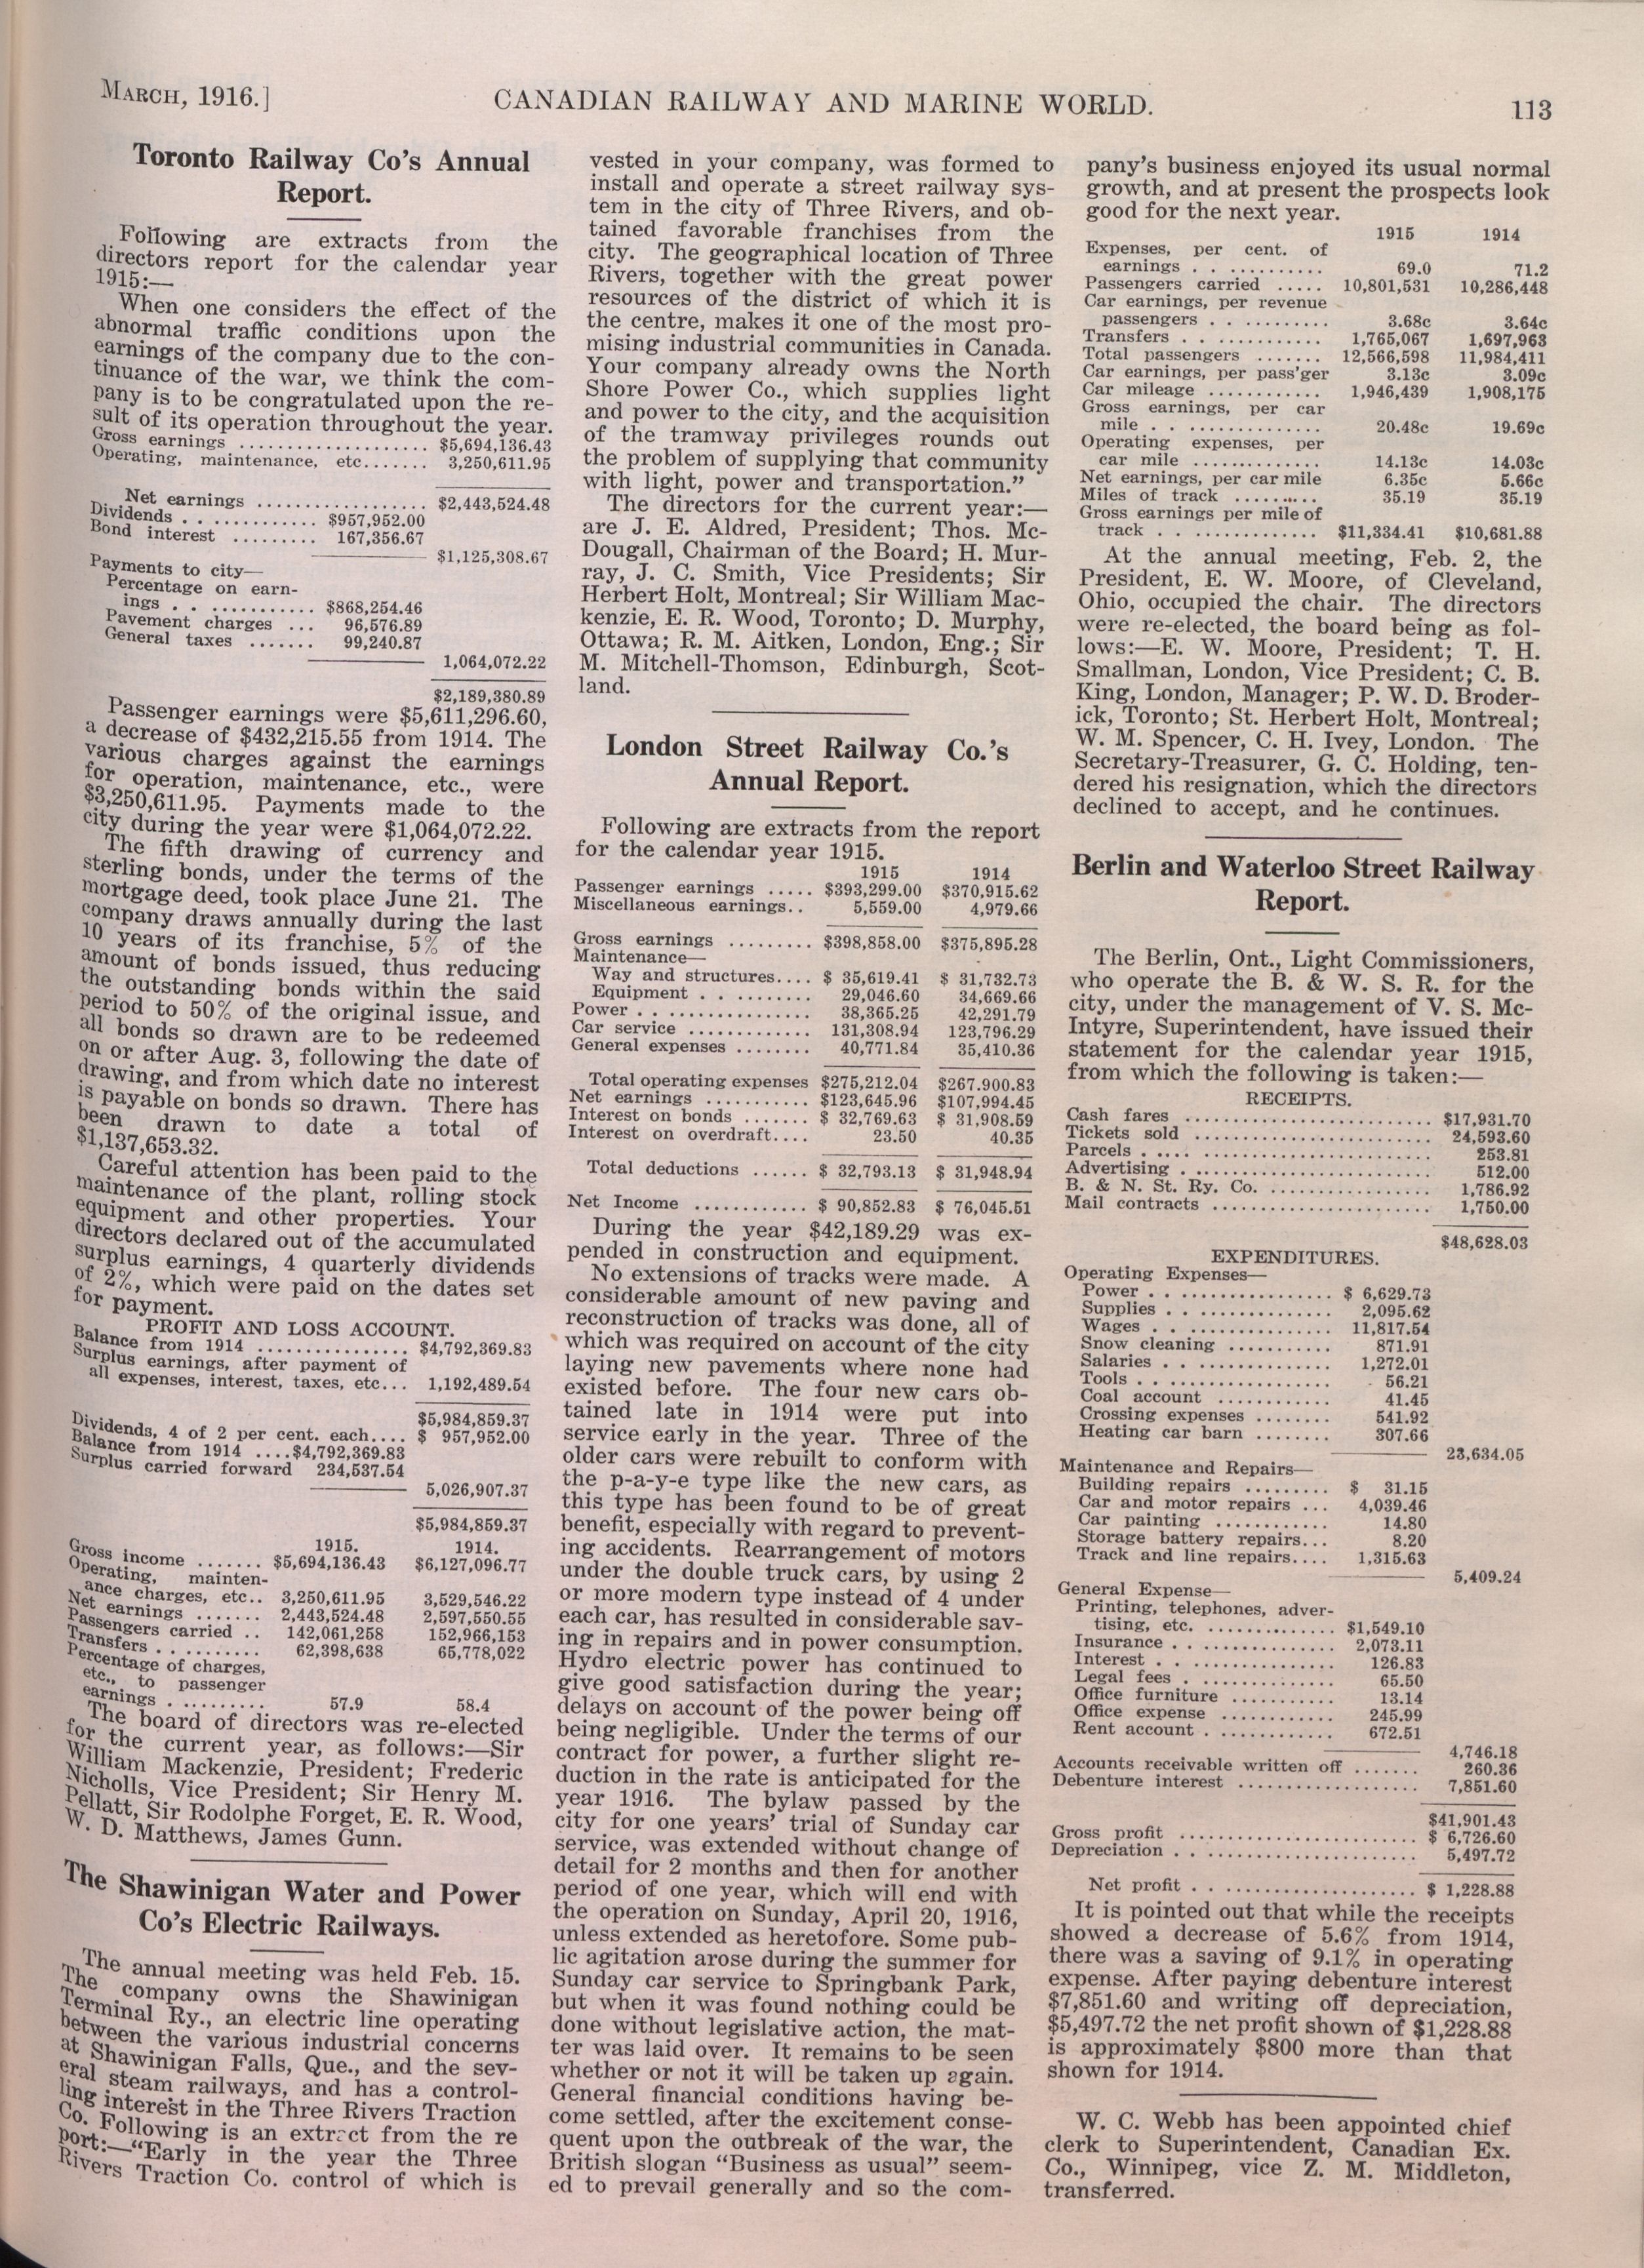 MARCH, 1916.]
CANADIAN RAILWAY AND MARINE WORLD.
113
Toronto Railway Co's Annual
Report.
Following are extracts from the
directors report for the calendar year
1915:—
When one considers the effect of the
abnormal traffic conditions upon the
earnings of the company due to the con-
tinuance of the war, we think the com-
pany is to be congratulated upon the re-
sult of its operation throughout the year.
Gross earnings .................. $5,694,136.43
Operating, maintenance, etc....... 3,250,611.95
Net earnings ................. $2,443,524.48
Dividends . . ............ $957,952.00
Bond interest ......... 167,356.67
$1,125,308.67
Payments to city—
Percentage on earn-
ings . . ........... $868,254.46
Pavement charges ... 96,576.89
General taxes ....... 99,240.87
1,064,072.22
$2,189,380.89
Passenger earnings were $5,611,296.60,
a decrease of $432,215.55 from 1914. The
various charges against the earnings
for operation, maintenance, etc., were
$3,250,611.95. Payments made to the
city during the year were $1,064,072.22.
The fifth drawing of currency and
sterling bonds, under the terms of the
mortgage deed, took place June 21. The
company draws annually during the last
10 years of its franchise, 5% of the
amount of bonds issued, thus reducing
the outstanding bonds within the said
period to 50% of the original issue, and
all bonds so drawn are to be redeemed
on or after Aug. 3, following the date of
drawing, and from which date no interest
is payable on bonds so drawn. There has
been drawn to date a total of
$1,137,653.32.
Careful attention has been paid to the
maintenance of the plant, rolling stock
equipment and other properties. Your
directors declared out of the accumulated
surplus earnings, 4 quarterly dividends
of 2%, which were paid on the dates set
for payment.
PROFIT AND LOSS ACCOUNT.
Balance from 1914 ................ $4,792,369.83
Surplus earnings, after payment of
all expenses, interest, taxes, etc... 1,192,489.54
$5,984,859.37
Dividends, 4 of 2 per cent. each.... $ 957,952.00
Balance from 1914 ....$4,792,369.83
Surplus carried forward 234,537.54
5,026,907.37
$5,984,859.37
1915. 1914.
Gross income ....... $5,694,136.43 $6,127,096.77
Operating, mainten-
ance charges, etc.. 3,250,611.95 3,529,546.22
Net earnings ....... 2,443,524.48 2,597,550.55
Passengers carried .. 142,061,258 152,966,153
Transfers . . ........ 62,398,638 65,778,022
Percentage of charges,
etc., to passenger
earnings . ......... 57.9 58.4
The board of directors was re-elected
for the current year, as follows:—Sir
William Mackenzie, President; Frederic
Nicholls, Vice President; Sir Henry M.
Pellatt, Sir Rodolphe Forget, E. R. Wood,
W. D. Matthews, James Gunn.
The Shawinigan Water and Power
Co's Electric Railways.
The annual meeting was held Feb. 15.
The company owns the Shawinigan
Terminal Ry., an electric line operating
between the various industrial concerns
at Shawinigan Falls, Que., and the sev-
eral steam railways, and has a control-
ling interest in the Three Rivers Traction
Co. Following is an extract from the re
port:—"Early in the year the Three
Rivers Traction Co. control of which is
vested in your company, was formed to
install and operate a street railway sys-
tem in the city of Three Rivers, and ob-
tained favorable franchises from the
city. The geographical location of Three
Rivers, together with the great power
resources of the district of which it is
the centre, makes it one of the most pro-
mising industrial communities in Canada.
Your company already owns the North
Shore Power Co., which supplies light
and power to the city, and the acquisition
of the tramway privileges rounds out
the problem of supplying that community
with light, power and transportation."
The directors for the current year:—
are J. E. Aldred, President; Thos. Mc-
Dougall, Chairman of the Board; H. Mur-
ray, J. C. Smith, Vice Presidents; Sir
Herbert Holt, Montreal; Sir William Mac-
kenzie, E. R. Wood, Toronto; D. Murphy,
Ottawa; R. M. Aitken, London, Eng.; Sir
M. Mitchell-Thomson, Edinburgh, Scot-
land.
London Street Railway Co.'s
Annual Report.
Following are extracts from the report
for the calendar year 1915.
1915 1914
Passenger earnings ..... $393,299.00 $370,915.62
Miscellaneous earnings.. 5,559.00 4,979.66
Gross earnings ......... $398,858.00 $375,895.28
Maintenance—
Way and structures.... $ 35,619.41 $ 31,732.73
Equipment . . ......... 29,046.60 34,669.66
Power . . ............... 38,365.25 42,291.79
Car service ............. 131,308.94 123,796.29
General expenses ........ 40,771.84 35,410.36
Total operating expenses $275,212.04 $267.900.83
Net earnings ........... $123,645.96 $107,994.45
Interest on bonds ....... $ 32,769.63 $ 31,908.59
Interest on overdraft.... 23.50 40.35
Total deductions ...... $ 32,793.13 $ 31,948.94
Net Income ............ $ 90,852.83 $ 76,045.51
During the year $42,189.29 was ex-
pended in construction and equipment.
No extensions of tracks were made. A
considerable amount of new paving and
reconstruction of tracks was done, all of
which was required on account of the city
laying new pavements where none had
existed before. The four new cars ob-
tained late in 1914 were put into
service early in the year. Three of the
older cars were rebuilt to conform with
the p-a-y-e type like the new cars, as
this type has been found to be of great
benefit, especially with regard to prevent-
ing accidents. Rearrangement of motors
under the double truck cars, by using 2
or more modern type instead of 4 under
each car, has resulted in considerable sav-
ing in repairs and in power consumption.
Hydro electric power has continued to
give good satisfaction during the year;
delays on account of the power being off
being negligible. Under the terms of our
contract for power, a further slight re-
duction in the rate is anticipated for the
year 1916. The bylaw passed by the
city for one years' trial of Sunday car
service, was extended without change of
detail for 2 months and then for another
period of one year, which will end with
the operation on Sunday, April 20, 1916,
unless extended as heretofore. Some pub-
lic agitation arose during the summer for
Sunday car service to Springbank Park,
but when it was found nothing could be
done without legislative action, the mat-
ter was laid over. It remains to be seen
whether or not it will be taken up again.
General financial conditions having be-
come settled, after the excitement conse-
quent upon the outbreak of the war, the
British slogan "Business as usual" seem-
ed to prevail generally and so the com-
pany's business enjoyed its usual normal
growth, and at present the prospects look
good for the next year.
1915 1914
Expenses, per cent. of
earnings . . .......... 69.0 71.2
Passengers carried ..... 10,801,531 10,286,448
Car earnings, per revenue
passengers . . ......... 3.68c 3.64c
Transfers . . ........... 1,765,067 1,697,963
Total passengers ....... 12,566,598 11,984,411
Car earnings, per pass'ger 3.13c 3.09c
Car mileage ............ 1,946,439 1,908,175
Gross earnings, per car
mile . . .............. 20.48c 19.69c
Operating expenses, per
car mile .............. 14.13c 14.03c
Net earnings, per car mile 6.35c 5.66c
Miles of track ......... 35.19 35.19
Gross earnings per mile of
track . . ............. $11,334.41 $10,681.88
At the annual meeting, Feb. 2, the
President, E. W. Moore, of Cleveland,
Ohio, occupied the chair. The directors
were re-elected, the board being as fol-
lows:—E. W. Moore, President; T. H.
Smallman, London, Vice President; C. B.
King, London, Manager; P. W. D. Broder-
ick, Toronto; St. Herbert Holt, Montreal;
W. M. Spencer, C. H. Ivey, London. The
Secretary-Treasurer, G. C. Holding, ten-
dered his resignation, which the directors
declined to accept, and he continues.
Berlin and Waterloo Street Railway
Report.
The Berlin, Ont., Light Commissioners,
who operate the B. & W. S. R. for the
city, under the management of V. S. Mc-
Intyre, Superintendent, have issued their
statement for the calendar year 1915,
from which the following is taken:—
RECEIPTS.
Cash fares .......................... $17,931.70
Tickets sold ......................... 24,593.60
Parcels . .... ........................ 253.81
Advertising . ......................... 512.00
B. & N. St. Ry. Co. .................. 1,786.92
Mail contracts ....................... 1,750.00
$48,628.03
EXPENDITURES.
Operating Expenses—
Power . . ................. $ 6,629.73
Supplies . . .............. 2,095.62
Wages . . ................ 11,817.54
Snow cleaning ........... 871.91
Salaries . . .............. 1,272.01
Tools . . .................. 56.21
Coal account ............ 41.45
Crossing expenses ........ 541.92
Heating car barn ........ 307.66
23,634.05
Maintenance and Repairs—
Building repairs ......... $ 31.15
Car and motor repairs ... 4,039.46
Car painting ............ 14.80
Storage battery repairs... 8.20
Track and line repairs.... 1,315.63
5,409.24
General Expense—
Printing, telephones, adver-
tising, etc. .............. $1,549.10
Insurance . . .............. 2,073.11
Interest . . ............... 126.83
Legal fees . .............. 65.50
Office furniture ........... 13.14
Office expense ............ 245.99
Rent account . ............ 672.51
4,746.18
Accounts receivable written off ....... 260.36
Debenture interest ................... 7,851.60
$41,901.43
Gross profit ......................... $ 6,726.60
Depreciation . . ...................... 5,497.72
Net profit . . ..................... $ 1,228.88
It is pointed out that while the receipts
showed a decrease of 5.6% from 1914,
there was a saving of 9.1% in operating
expense. After paying debenture interest
$7,851.60 and writing off depreciation,
$5,497.72 the net profit shown of $1,228.88
is approximately $800 more than that
shown for 1914.
W. C. Webb has been appointed chief
clerk to Superintendent, Canadian Ex.
Co., Winnipeg, vice Z. M. Middleton,
transferred.